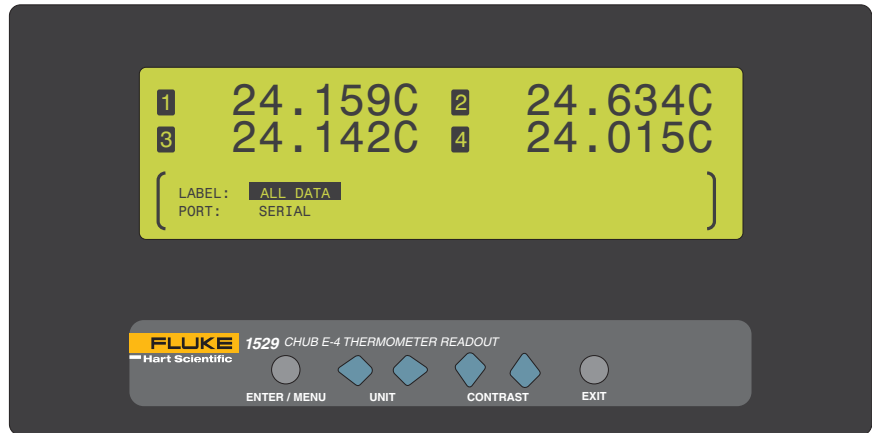 1 24.159C 2 24.634C
3 24.142C 4 24.015C
LABEL: ALL DATA
PORT: SERIAL
FLUKE 1529 CHUB E-4 THERMOMETER READOUT
Hart Scientific
ENTER / MENU UNIT CONTRAST EXIT